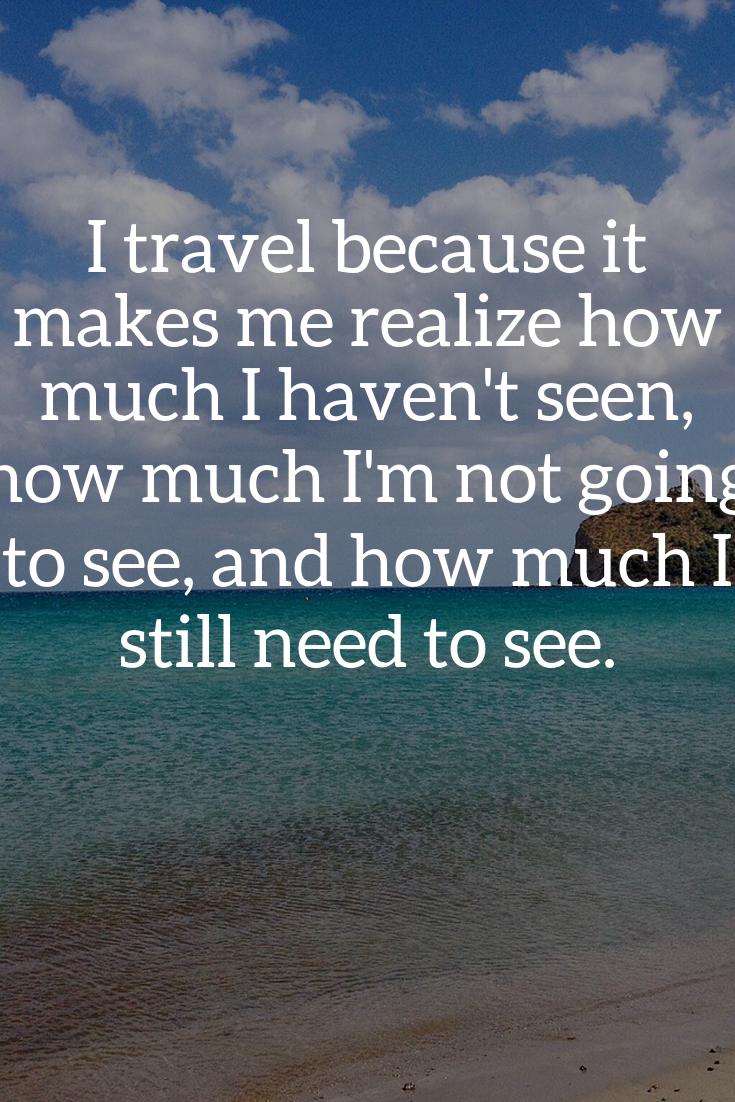 I travel because it
makes me realize how
much I haven't seen,
how much I'm not going
to see, and how much I
still need to see.